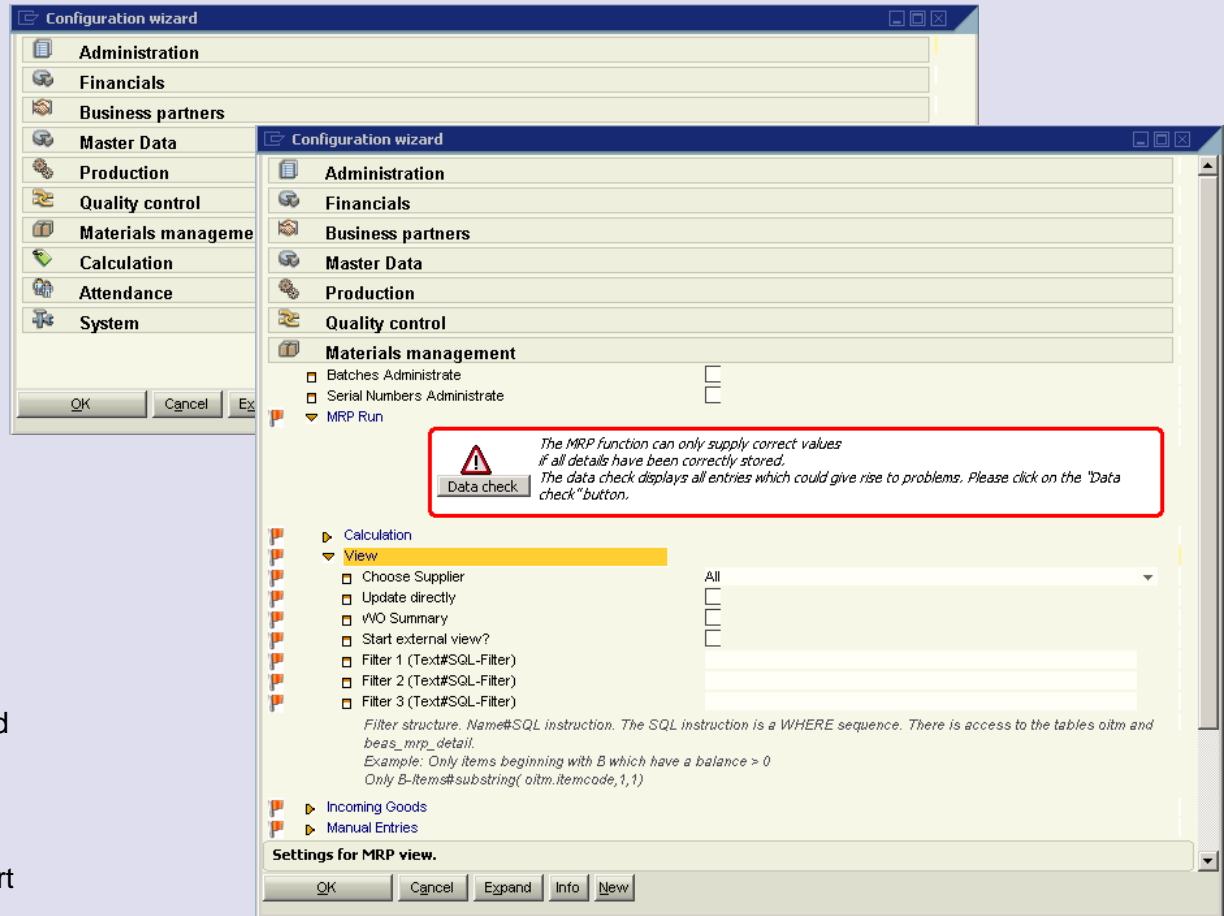 Configuration wizard
Administration
Financials
Business partners
Master Data
Production
Quality control
Materials manageme
Calculation
Attendance
System
OK Cancel Ex
Configuration wizard
Administration
Financials
Business partners
Master Data
Production
Quality control
Materials management
Batches Administrate
Serial Numbers Administrate
MRP Run
The MRP function can only supply correct values
if all details have been correctly stored.
The data check displays all entries which could give rise to problems. Please click on the "Data
check" button.
Data check
Calculation
View
Choose Supplier All
Update directly
WO Summary
Start external view?
Filter 1 (Text#SQL-Filter)
Filter 2 (Text#SQL-Filter)
Filter 3 (Text#SQL-Filter)
Filter structure. Name#SQL instruction. The SQL instruction is a WHERE sequence. There is access to the tables oitm and
beas_mrp_detail.
Example: Only items beginning with B which have a balance > 0
Only B-Items#substring( oitm.itemcode,1,1)
Incoming Goods
Manual Entries
Settings for MRP view.
OK Cancel Expand Info New
d
rt